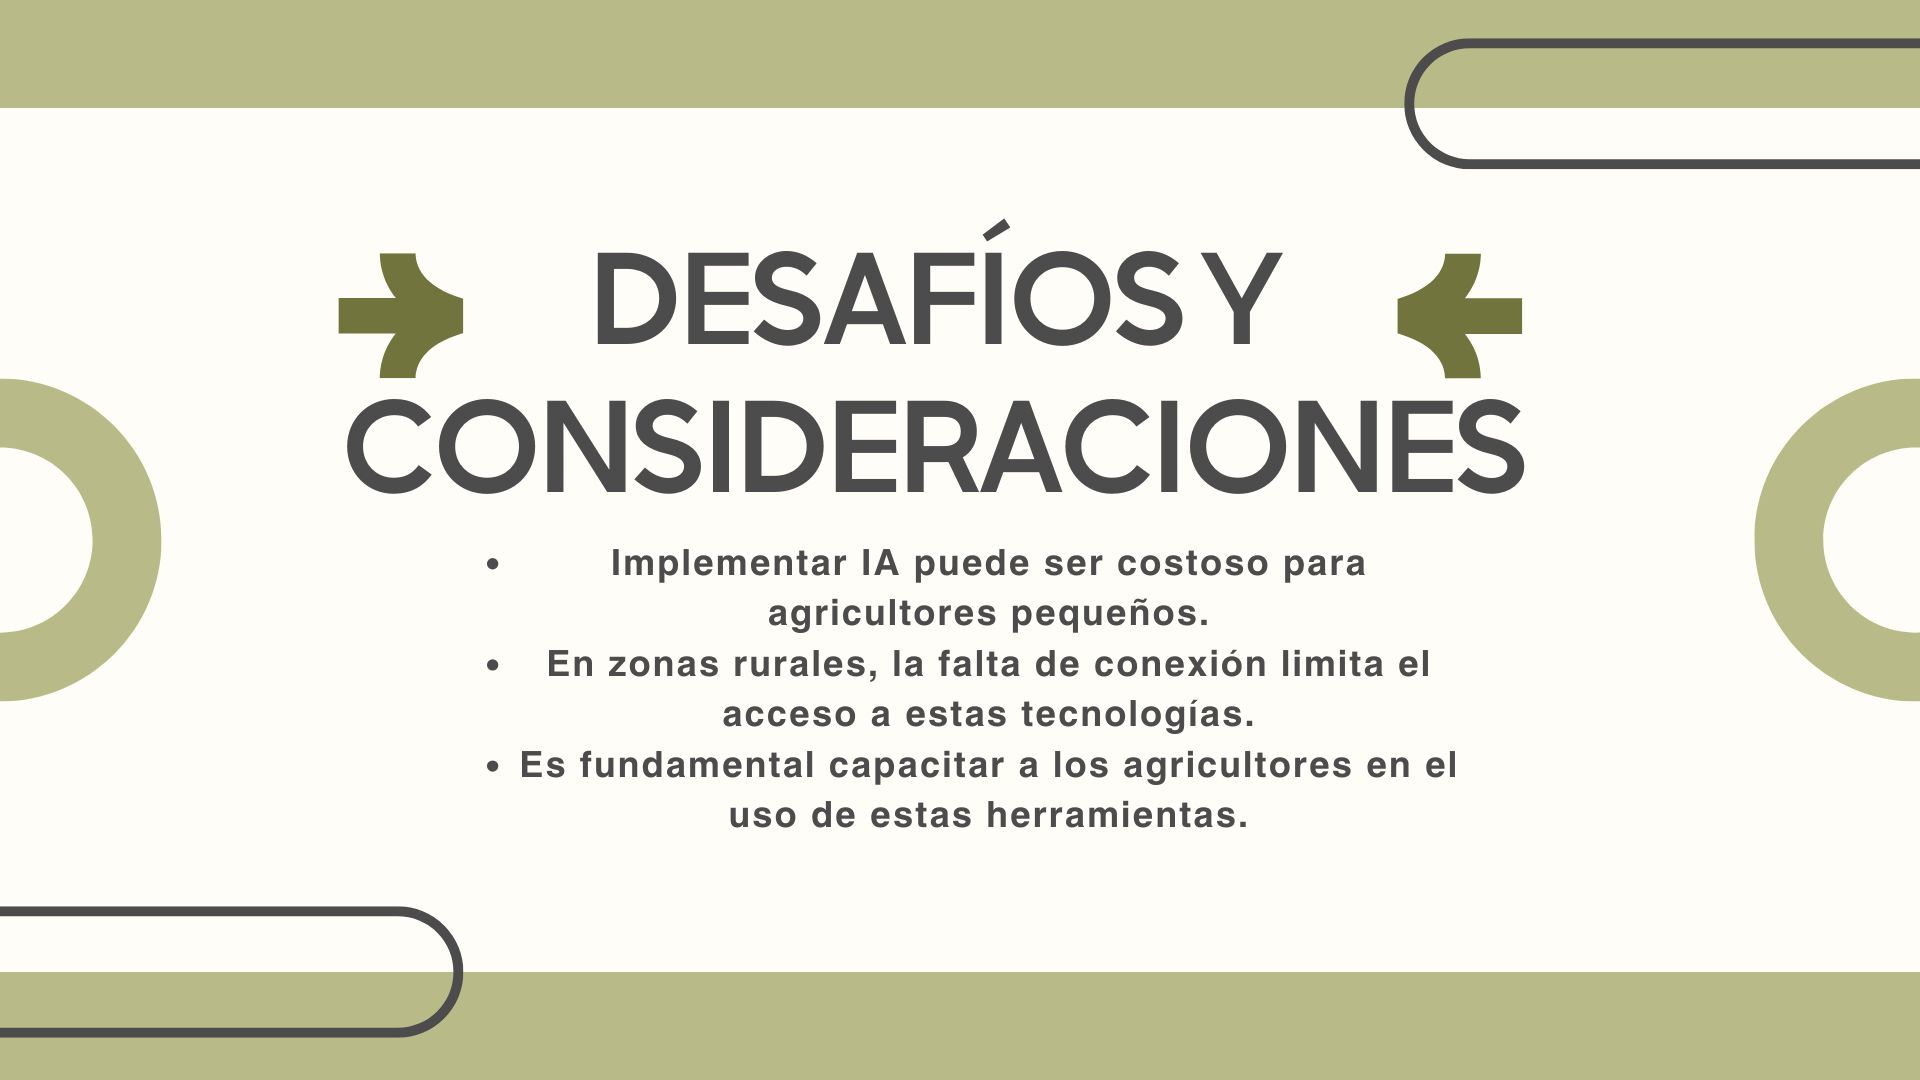 DESAFÍOS Y
CONSIDERACIONES
• Implementar IA puede ser costoso para
agricultores pequeños.
• En zonas rurales, la falta de conexión limita el
acceso a estas tecnologías.
• Es fundamental capacitar a los agricultores en el
uso de estas herramientas.